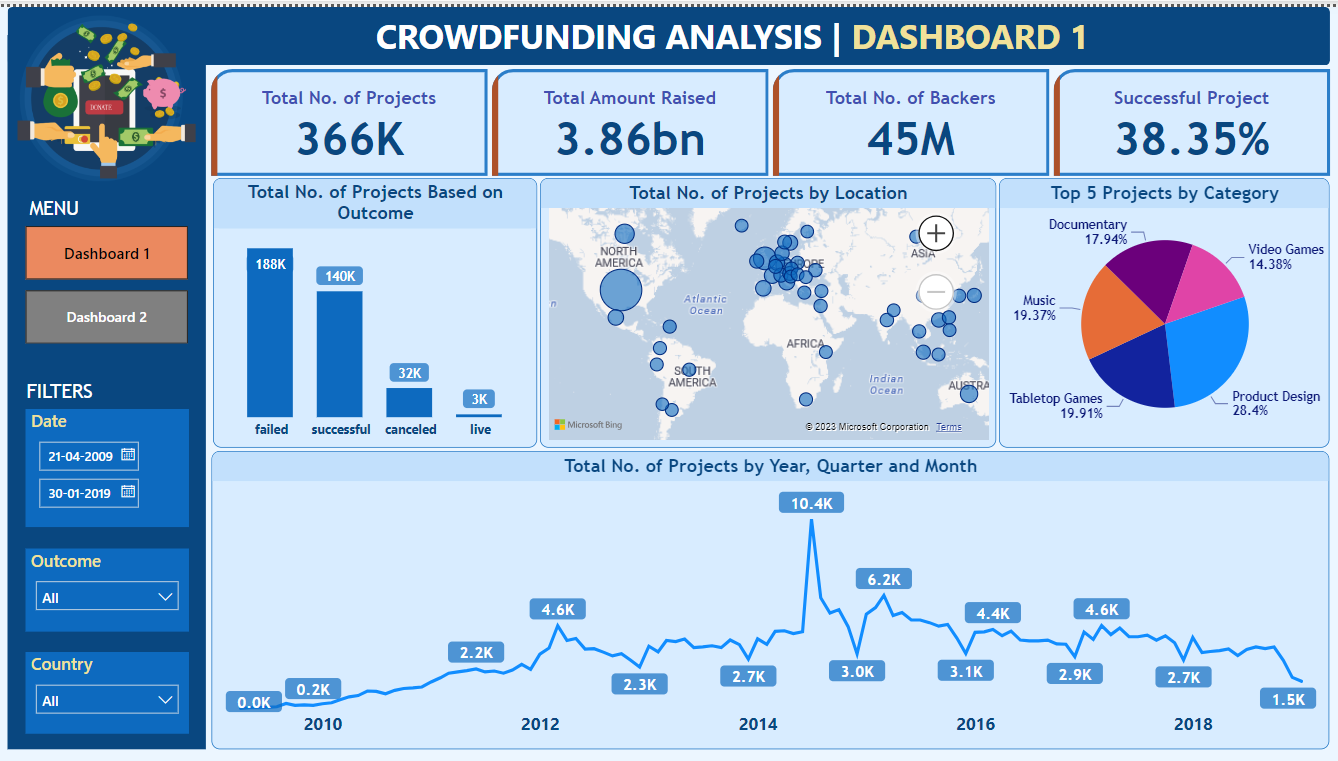 CROWDFUNDING ANALYSIS | DASHBOARD 1
DONATE
MENU
Dashboard 1
Dashboard 2
FILTERS
Date
21-04-2009
30-01-2019
Outcome
All
Country
All
Total No. of Projects
366K
Total Amount Raised
3.86bn
Total No. of Backers
45M
Successful Project
38.35%
Total No. of Projects Based on
Outcome
188K
140K
32K
3K
failed
successful
canceled
live
Total No. of Projects by Location
NORTH
AMERICA
ASIA
Atlantic
Ocean
AFRICA
SOUTH
AMERICA
Indian
Ocean
Microsoft Bing
© 2023 Microsoft Corporation
Terms
Top 5 Projects by Category
Documentary
17.94%
Video Games
14.38%
Music
19.37%
Tabletop Games
19.91%
Product Design
28.4%
Total No. of Projects by Year, Quarter and Month
0.0K
0.2K
2.2K
4.6K
2.3K
2.7K
10.4K
3.0K
6.2K
3.1K
4.4K
2.9K
4.6K
2.7K
1.5K
2010
2012
2014
2016
2018